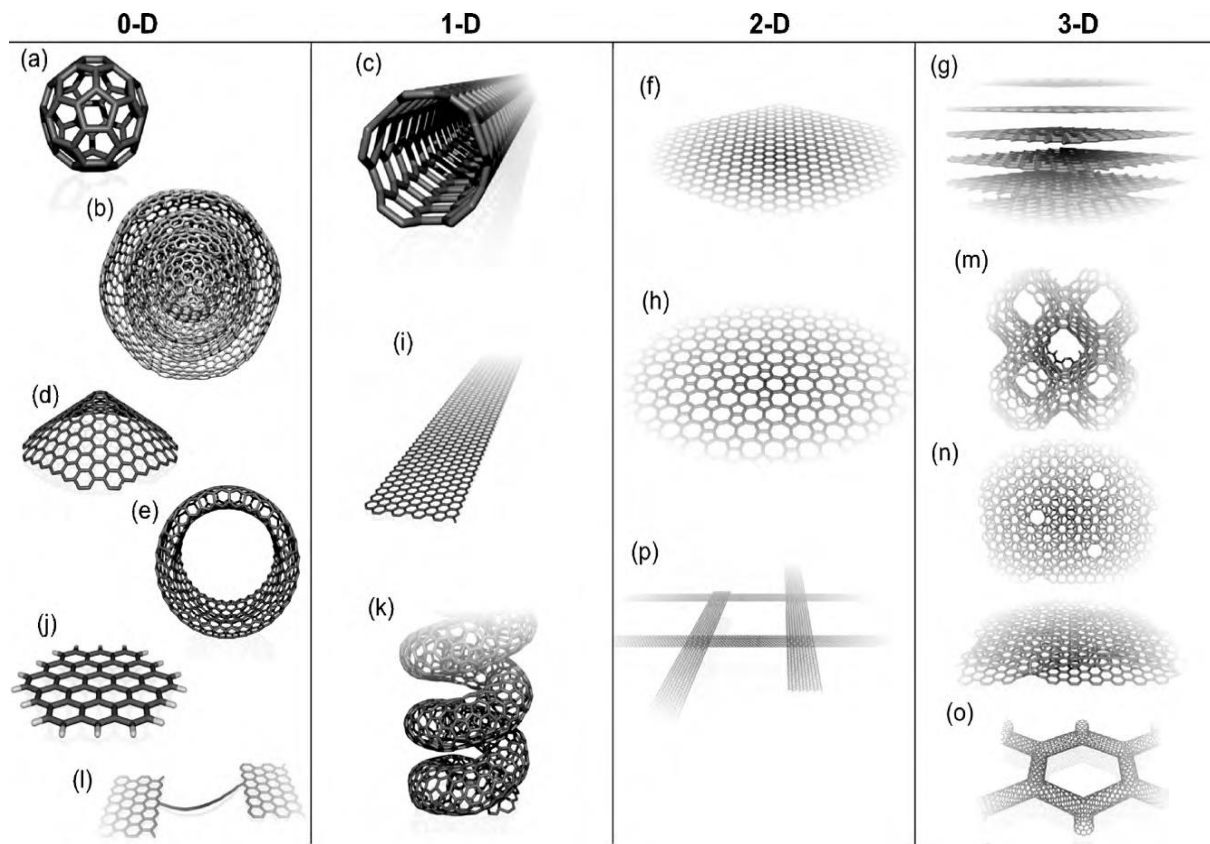 0-D 1-D 2-D 3-D
(a)
(b)
(d)
(e)
(j)
(l)
(c)
(i)
(k)
(f)
(h)
(p)
(g)
(m)
(n)
(o)